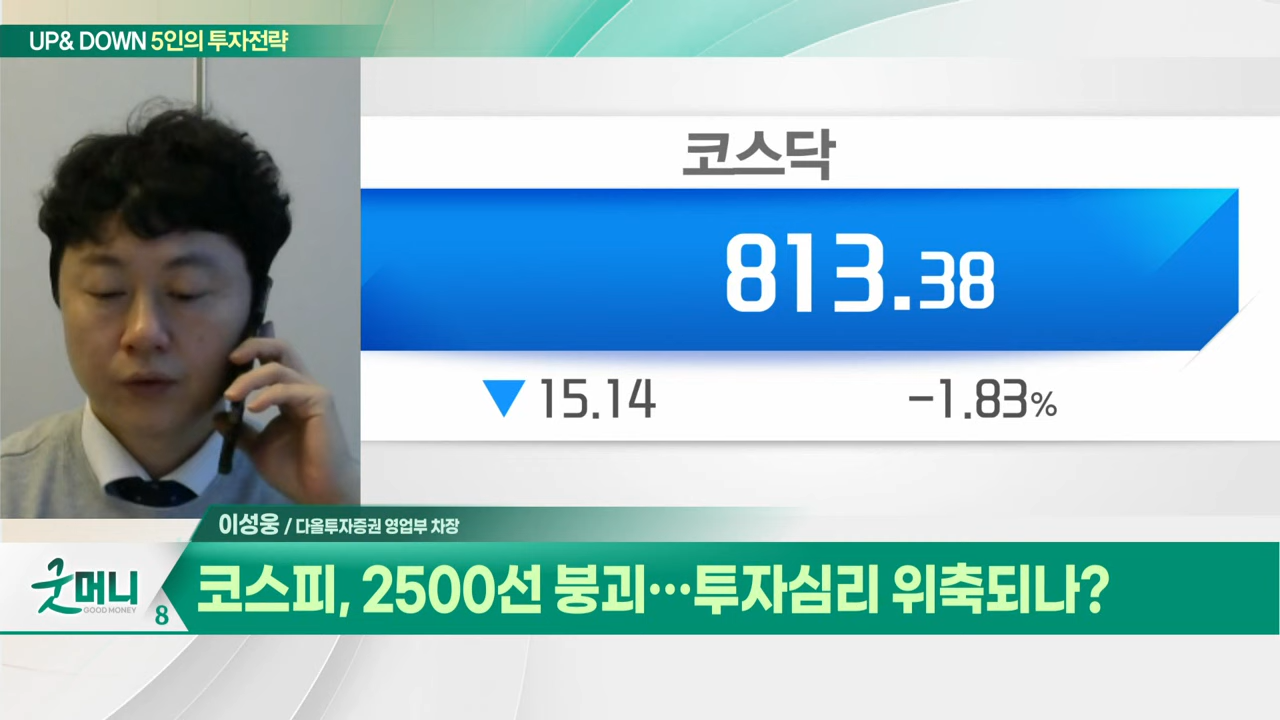 UP& DOWN 5인의 투자전략
코스닥
813.38
▼ 15.14 -1.83%
이성웅 / 다올투자증권 영업부 차장
굿머니
GOOD MONEY
8
코스피, 2500선 붕괴…투자심리 위축되나?